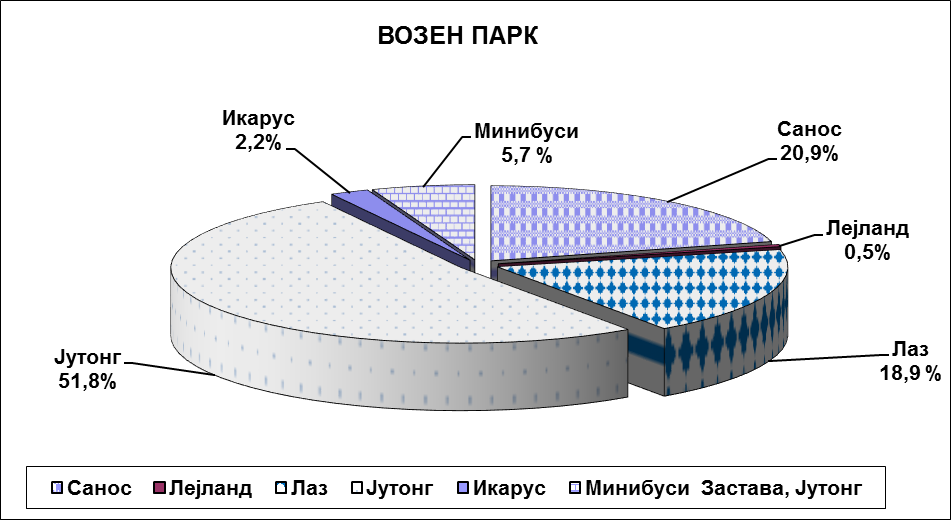 ВОЗЕН ПАРК
Икарус
2,2%
Минибуси
5,7 %
Санос
20,9%
Лејланд
0,5%
Јутонг
51,8%
Лаз
18,9 %
Санос Лејланд Лаз Јутонг Икарус Минибуси Застава, Јутонг